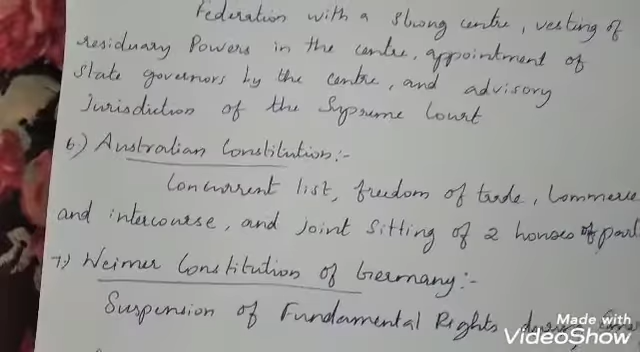 Federation with a strong centre, vesting of
residuary Powers in the centre, appointment of
state governors by the centre, and advisory
Jurisdiction of the Supreme Court
6.) Australian Constitution:-
Concurrent list, freedom of trade, Commerce
and intercourse, and joint sitting of 2 houses of parl
7.) Weimer Constitution of Germany:-
Suspension of Fundamental Rights during
Made with
VideoShow